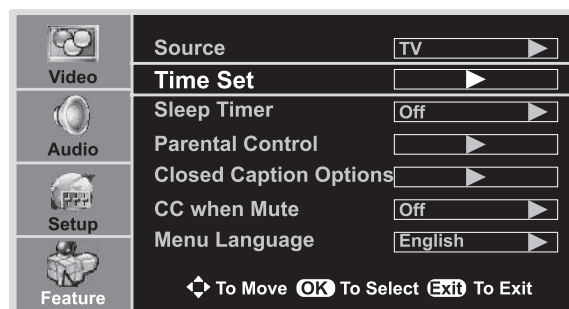 Video
Audio
Setup
Feature
Source TV
Time Set
Sleep Timer Off
Parental Control
Closed Caption Options
CC when Mute Off
Menu Language English
To Move OK To Select Exit To Exit